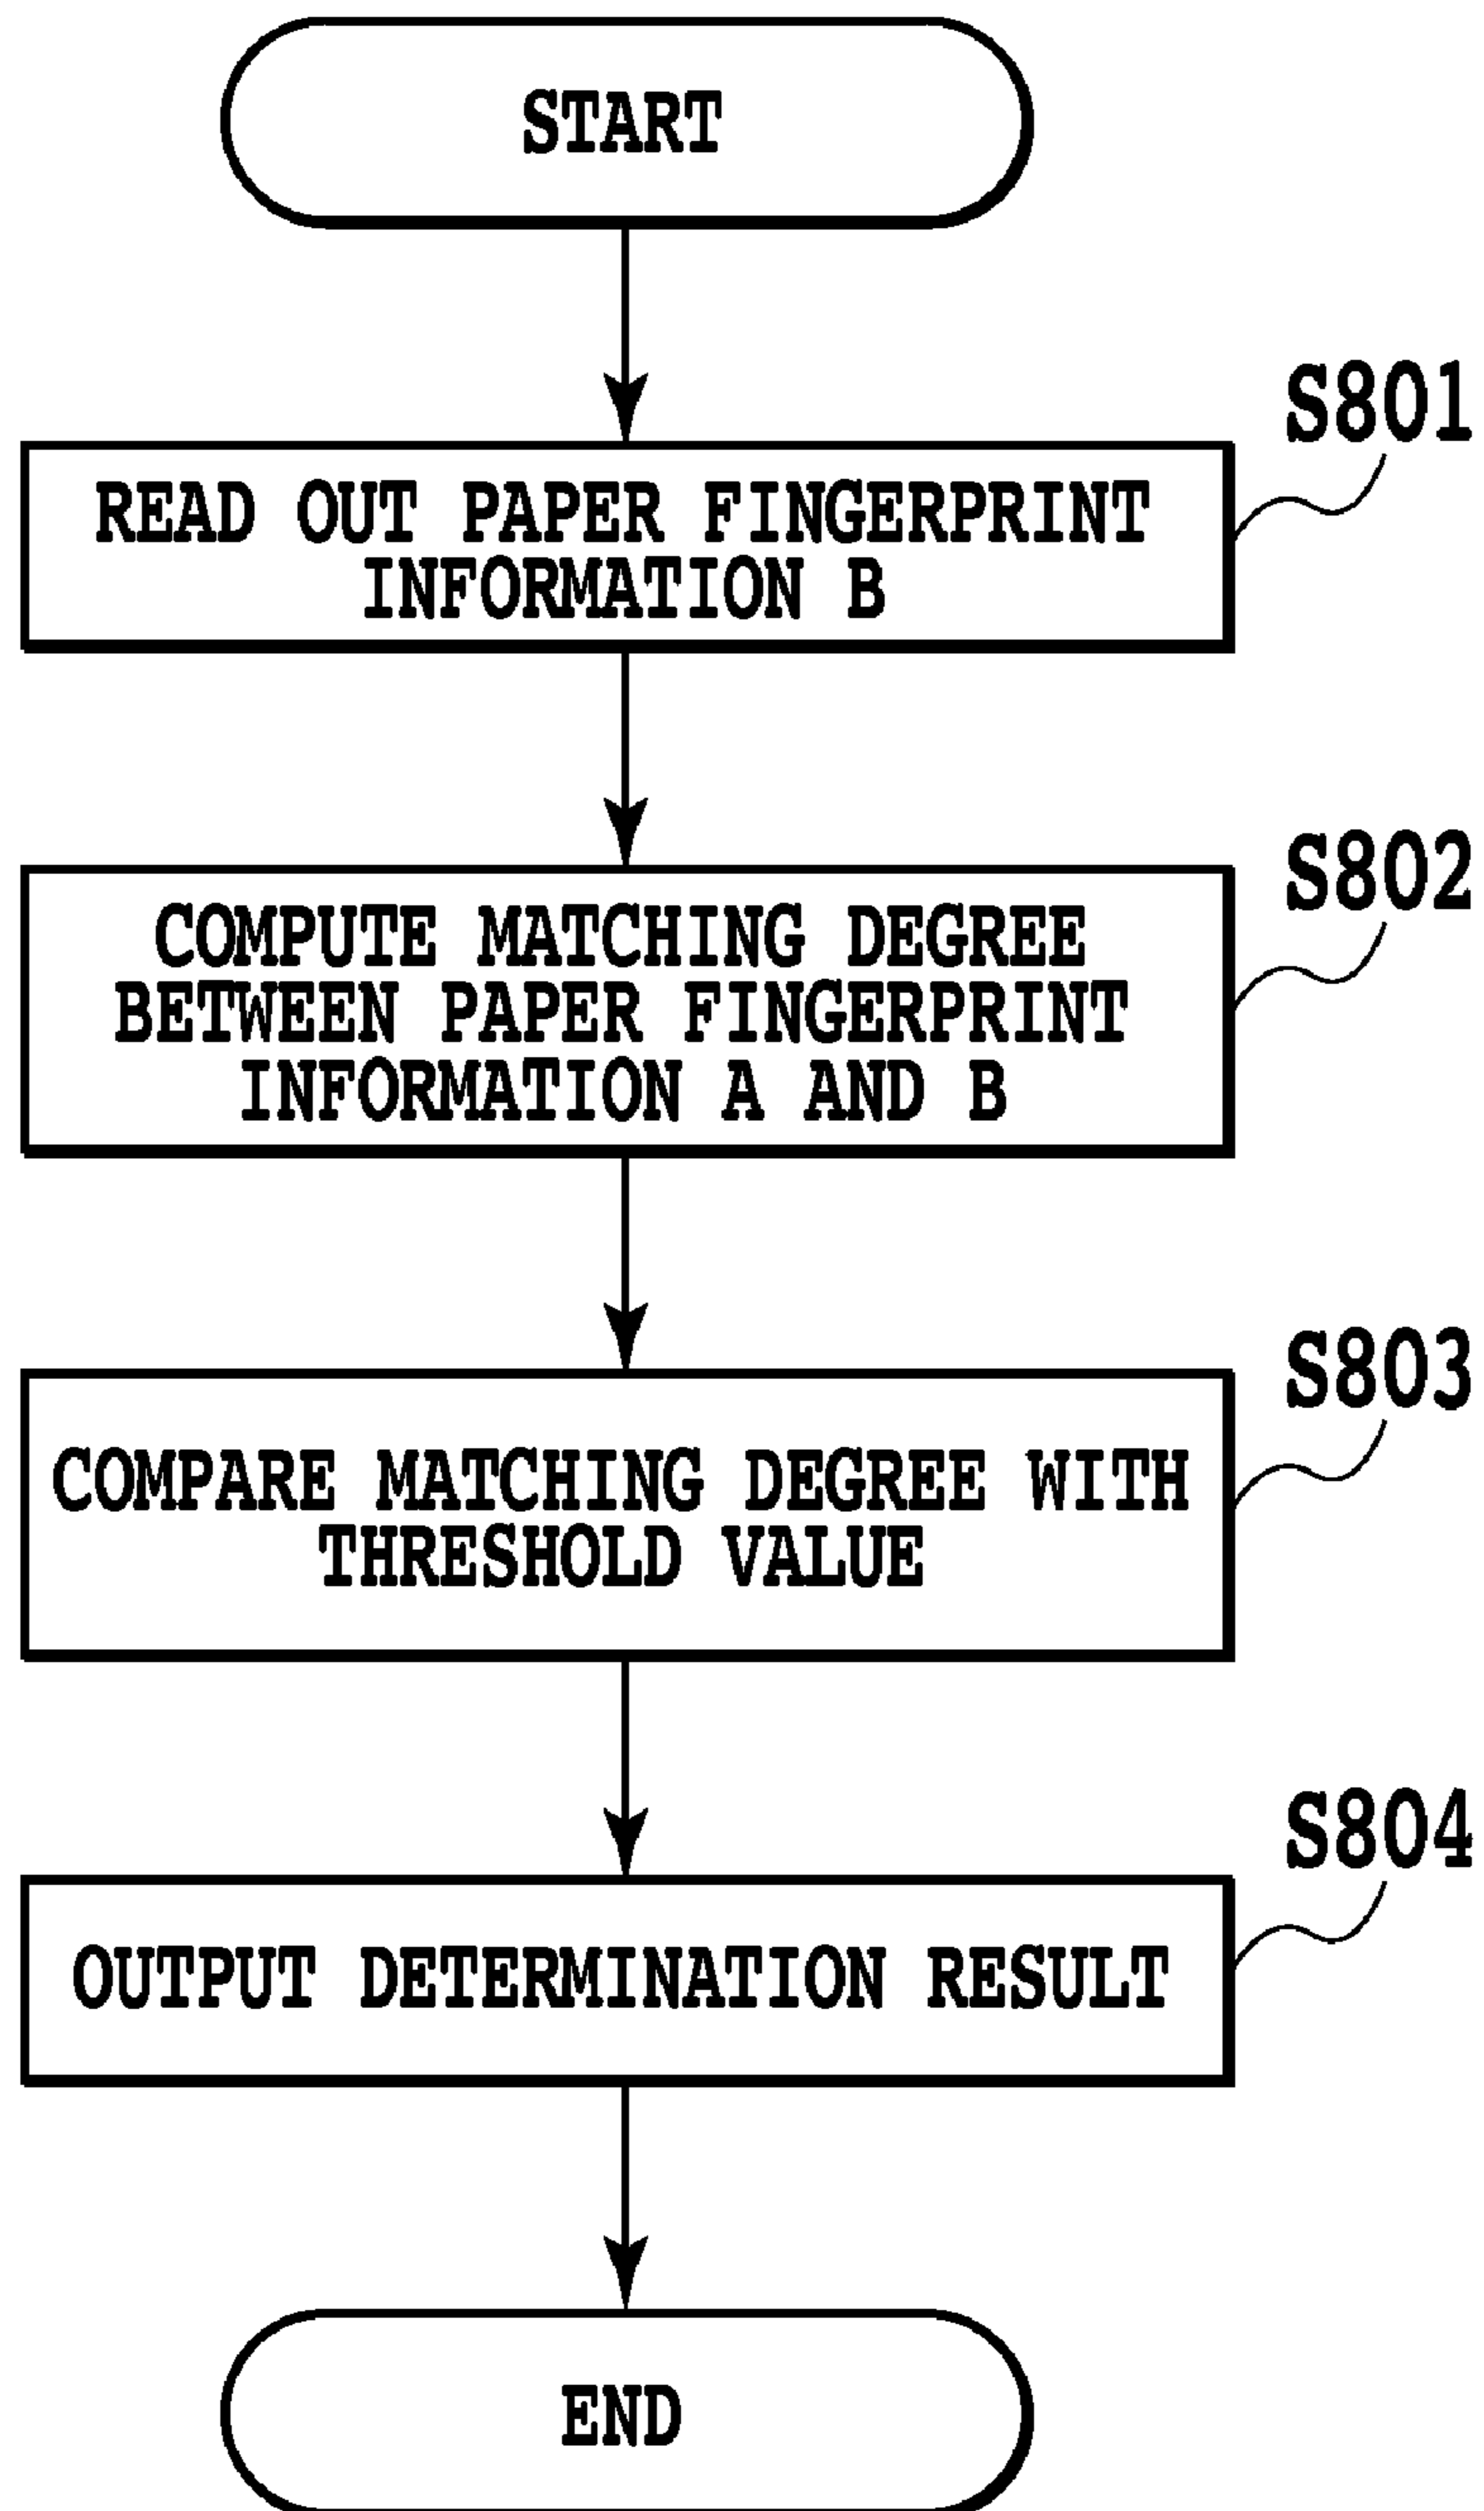 START
S801
READ OUT PAPER FINGERPRINT
INFORMATION B
S802
COMPUTE MATCHING DEGREE
BETWEEN PAPER FINGERPRINT
INFORMATION A AND B
S803
COMPARE MATCHING DEGREE WITH
THRESHOLD VALUE
S804
OUTPUT DETERMINATION RESULT
END